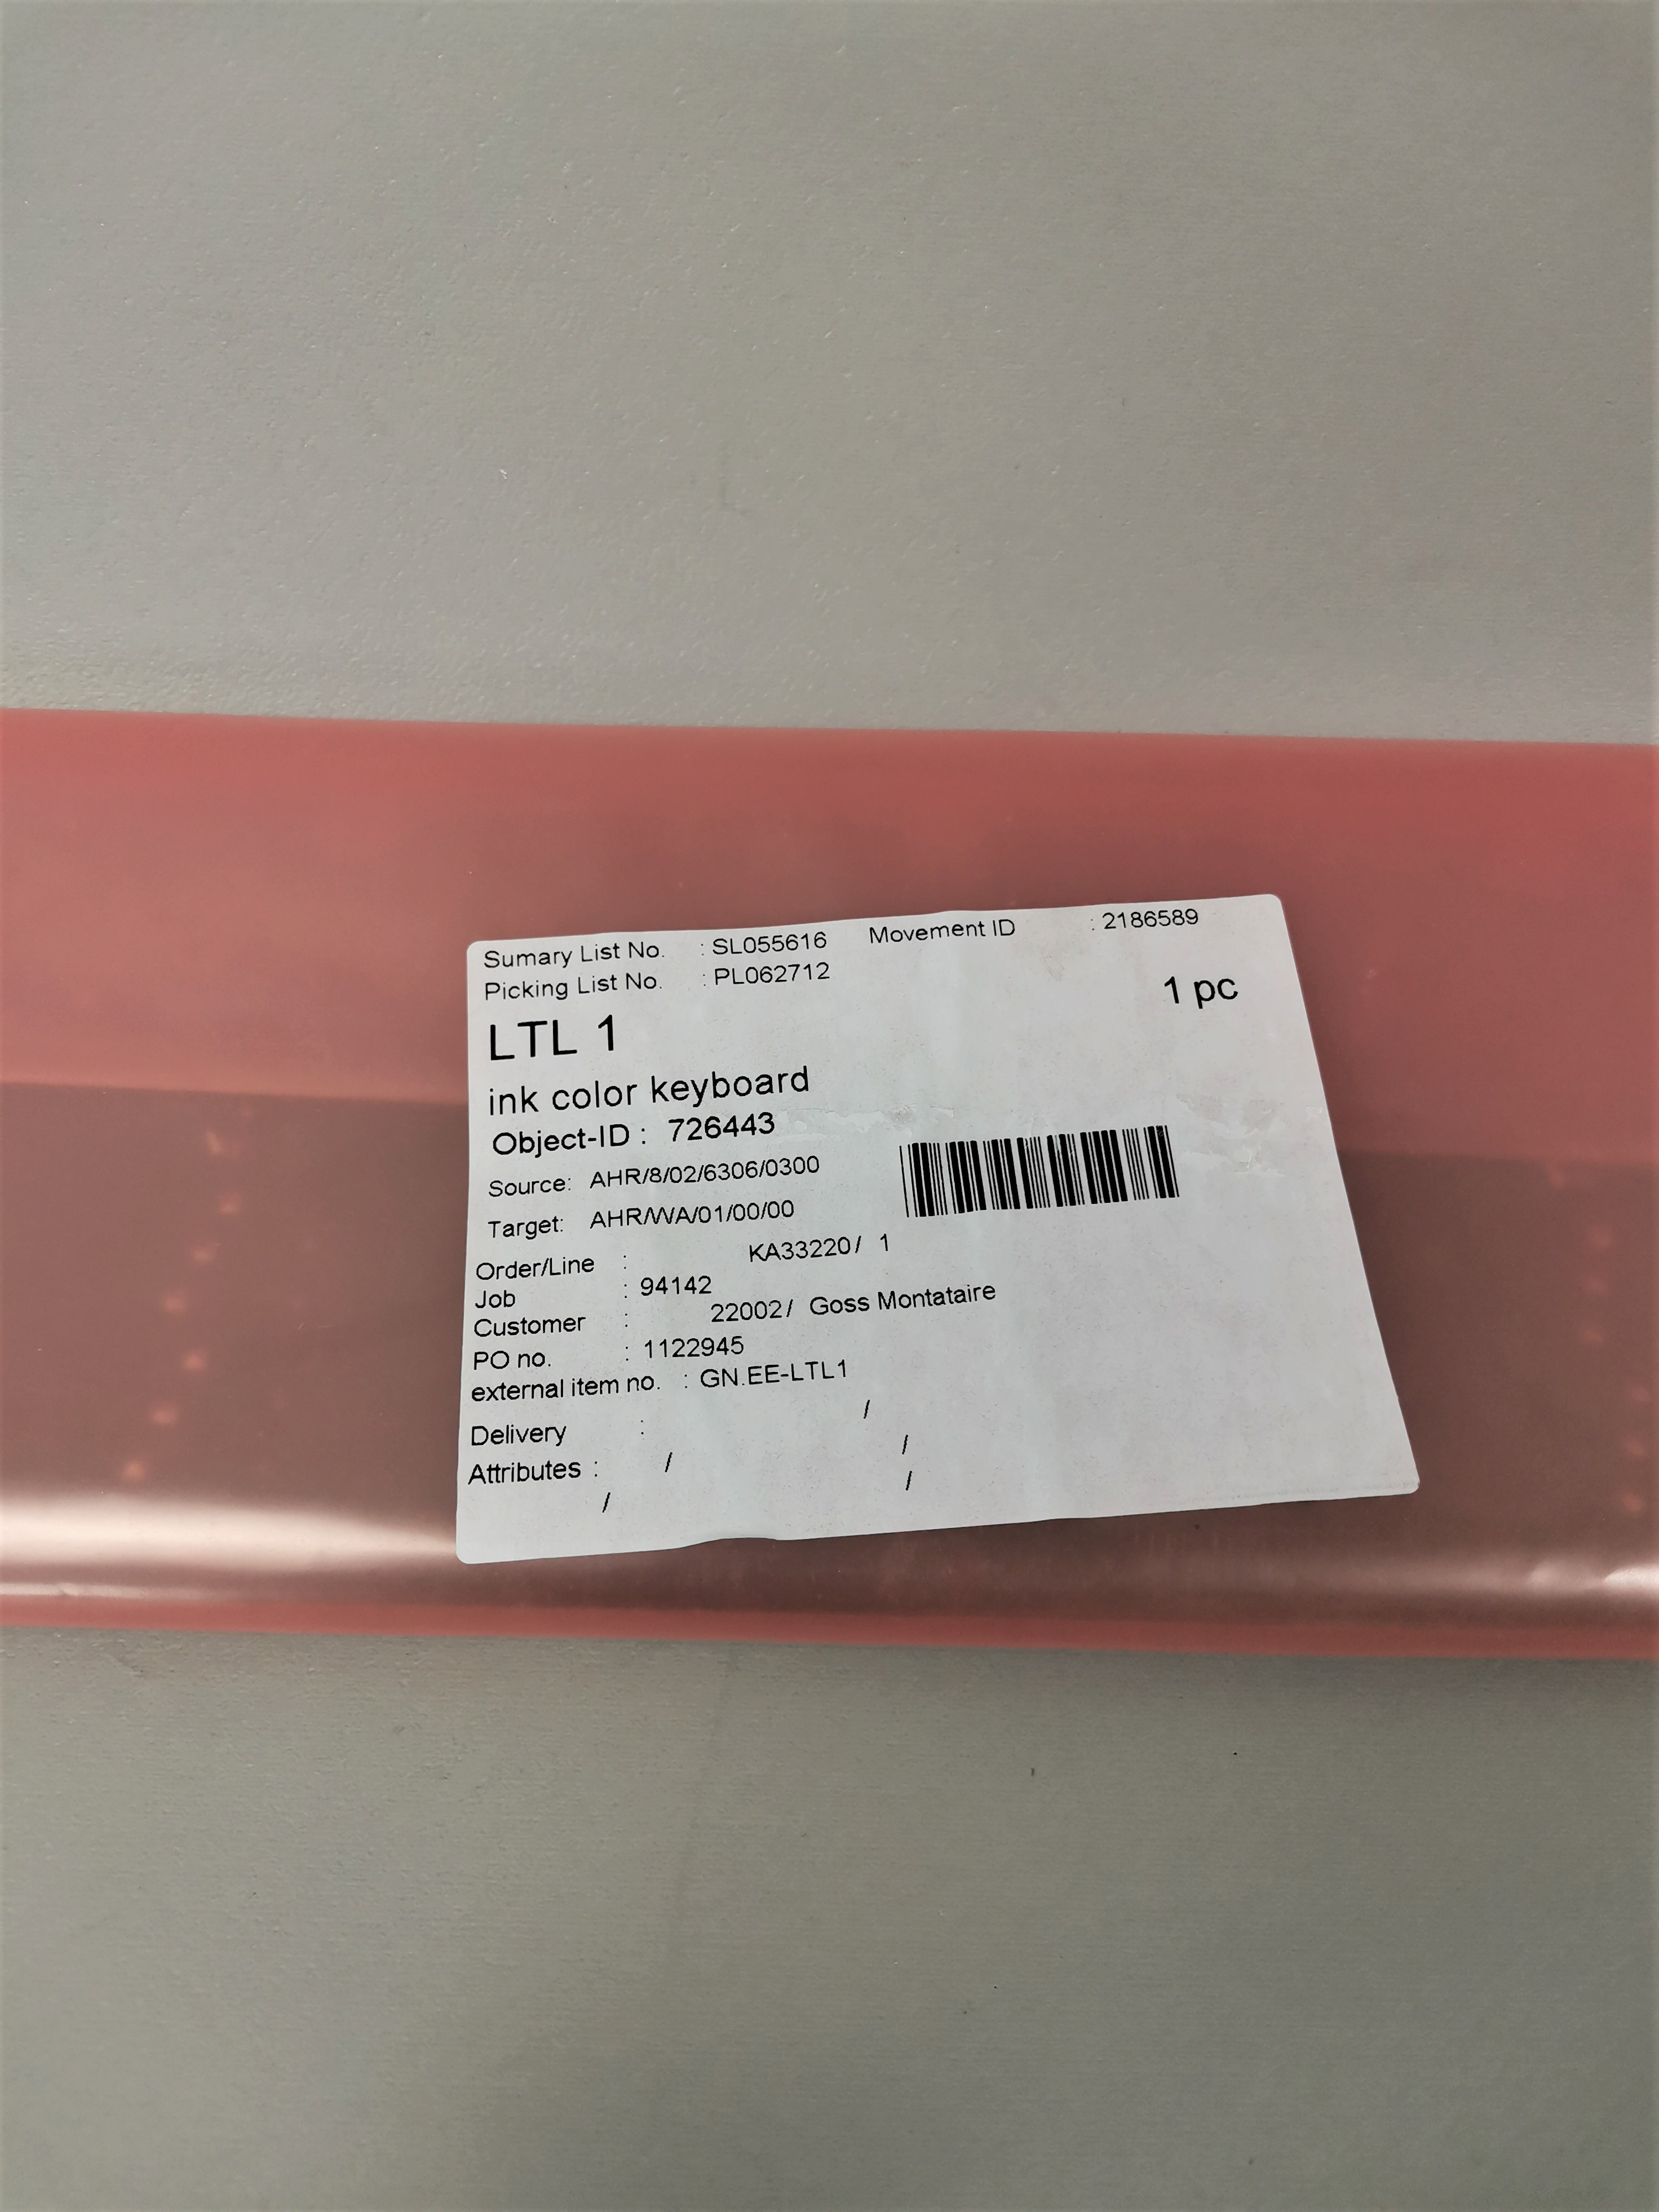 Sumary List No. : SL055616 Movement ID : 2186589
Picking List No. : PL062712
1 pc
LTL 1
ink color keyboard
Object-ID : 726443
Source: AHR/8/02/6306/0300
Target: AHR/WA/01/00/00
Order/Line : KA33220/ 1
Job : 94142
Customer : 22002/ Goss Montataire
PO no. : 1122945
external item no. : GN.EE-LTL1
Delivery : /
Attributes : / /
/ /